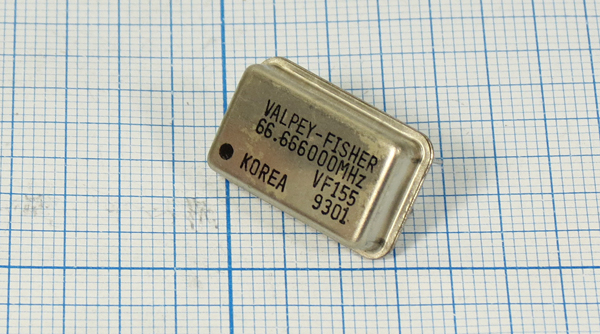 VALPEY-FISHER
66.666000MHZ
VF155
KOREA 9301